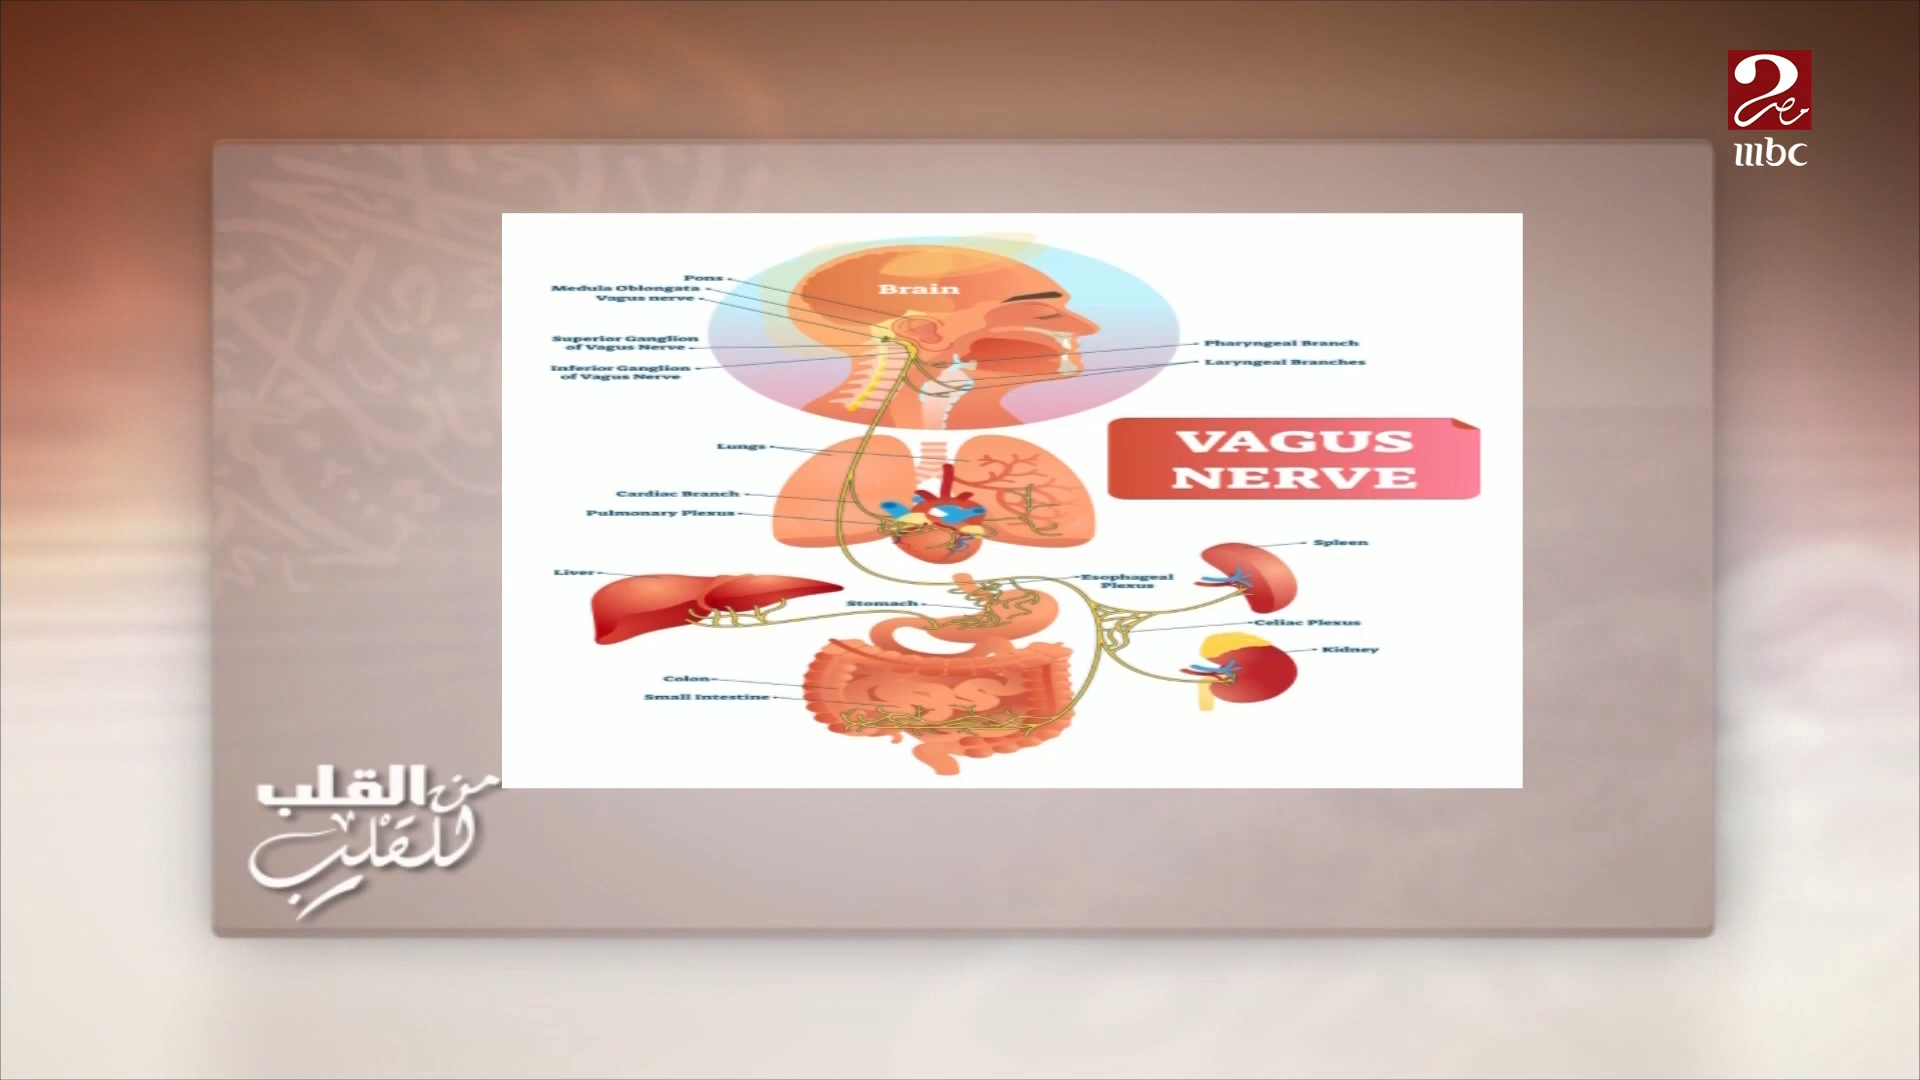 مصر
mbc
Pons
Brain
Medula Oblongata
Vagus nerve
Superior Ganglion
of Vagus Nerve
Inferior Ganglion
of Vagus Nerve
Pharyngeal Branch
Laryngeal Branches
VAGUS
NERVE
Lungs
Cardiac Branch
Pulmonary Plexus
Spleen
Liver
Esophageal
Plexus
Stomach
Celiac Plexus
Kidney
Colon
Small Intestine
من القلب
للقلب